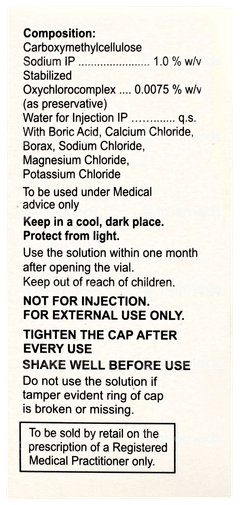 Composition:
Carboxymethylcellulose
Sodium IP ....................... 1.0 % w/v
Stabilized
Oxychlorocomplex .... 0.0075 % w/v
(as preservative)
Water for Injection IP .............. q.s.
With Boric Acid, Calcium Chloride,
Borax, Sodium Chloride,
Magnesium Chloride,
Potassium Chloride
To be used under Medical
advice only
Keep in a cool, dark place.
Protect from light.
Use the solution within one month
after opening the vial.
Keep out of reach of children.
NOT FOR INJECTION.
FOR EXTERNAL USE ONLY.
TIGHTEN THE CAP AFTER
EVERY USE
SHAKE WELL BEFORE USE
Do not use the solution if
tamper evident ring of cap
is broken or missing.
To be sold by retail on the
prescription of a Registered
Medical Practitioner only.